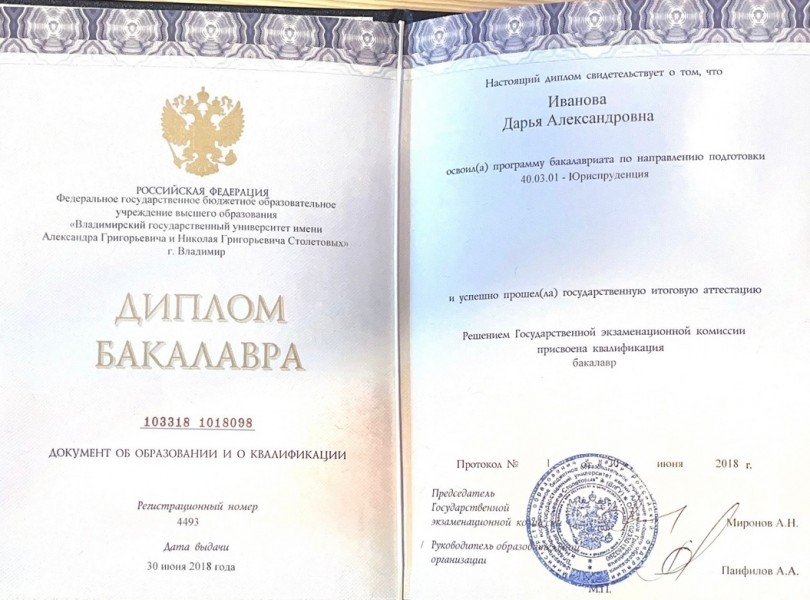 РОССИЙСКАЯ ФЕДЕРАЦИЯ
Федеральное государственное бюджетное образовательное
учреждение высшего образования
«Владимирский государственный университет имени
Александра Григорьевича и Николая Григорьевича Столетовых»
г. Владимир
ДИПЛОМ
БАКАЛАВРА
103318 1018098
ДОКУМЕНТ ОБ ОБРАЗОВАНИИ И О КВАЛИФИКАЦИИ
Регистрационный номер
4493
Дата выдачи
30 июня 2018 года
Настоящий диплом свидетельствует о том, что
Иванова
Дарья Александровна
освоил(а) программу бакалавриата по направлению подготовки
40.03.01 - Юриспруденция
и успешно прошел(ла) государственную итоговую аттестацию
Решением Государственной экзаменационной комиссии
присвоена квалификация
бакалавр
Протокол № 1 30 июня 2018 г.
Председатель
Государственной
экзаменационной комиссии Миронов А.Н.
Руководитель образовательной
организации Панфилов А.А.
М.П.